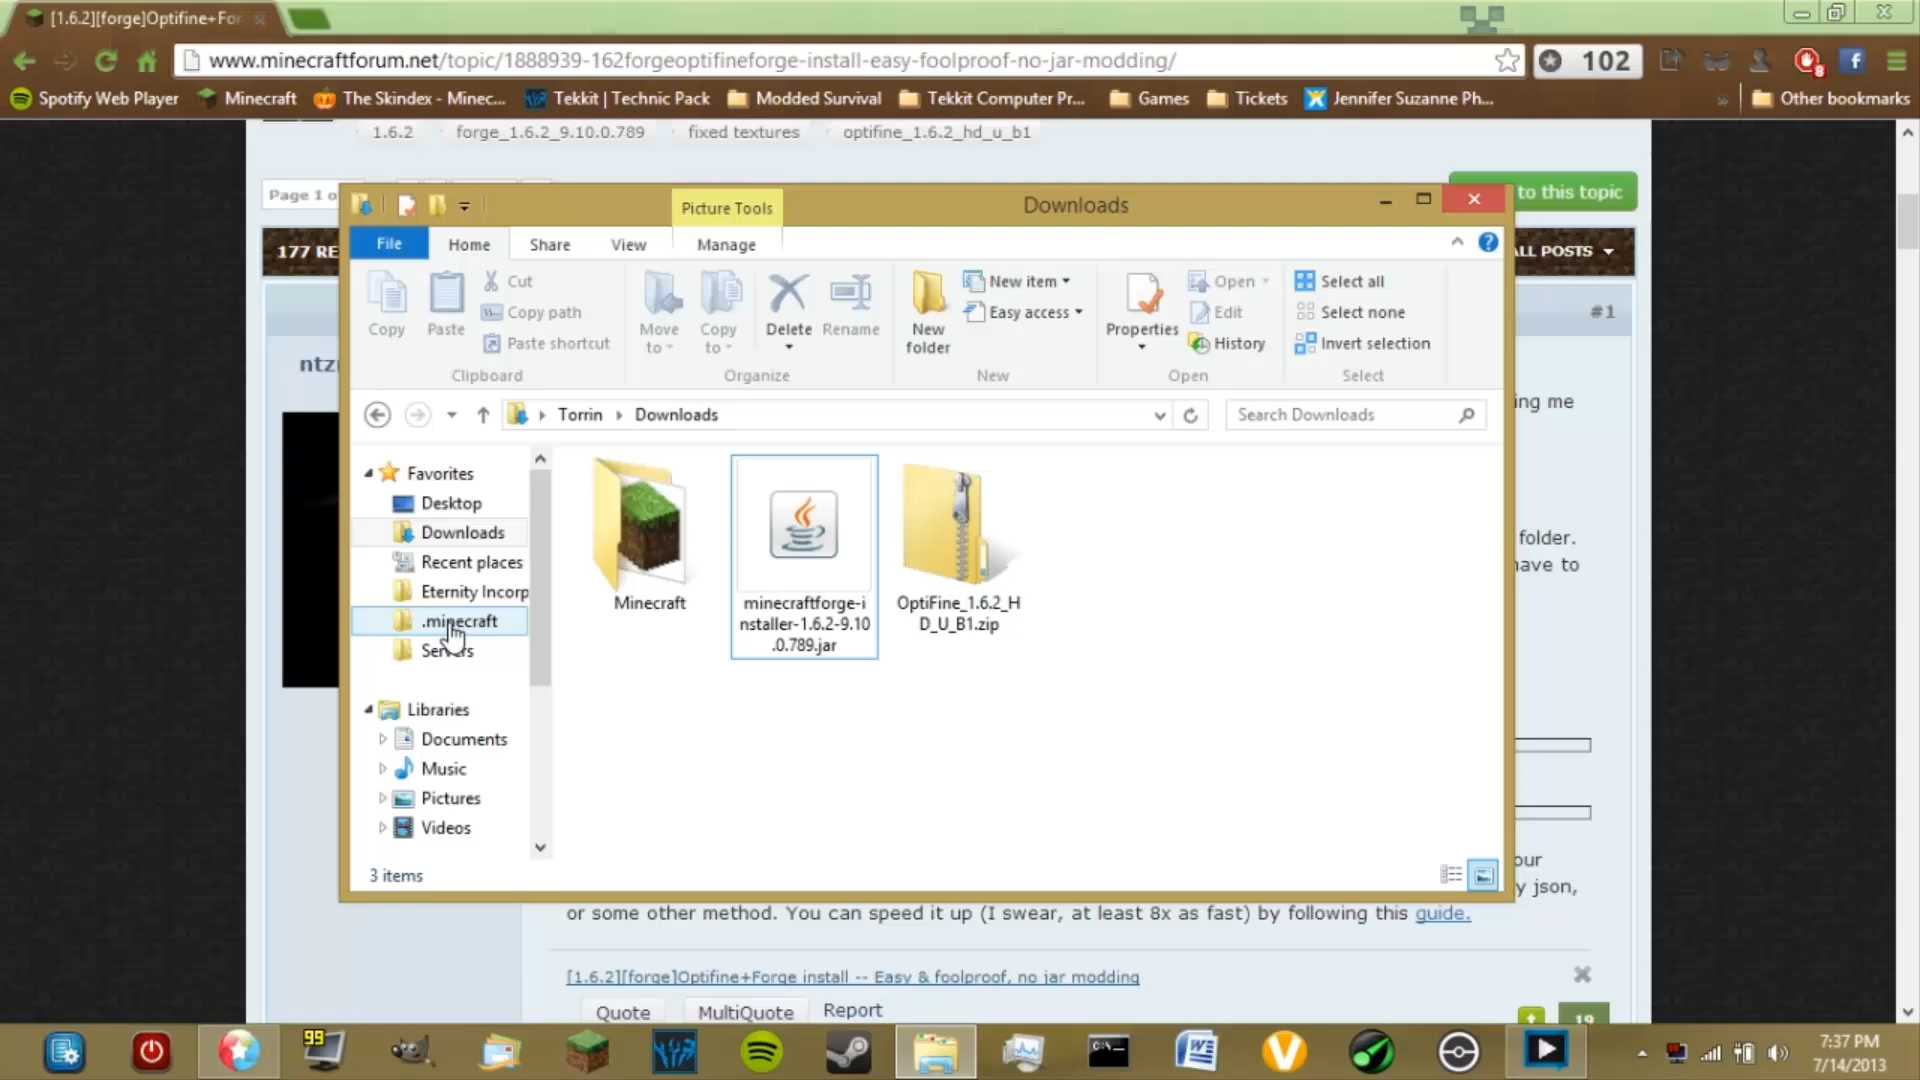 [1.6.2][forge]Optifine+For
www.minecraftforum.net/topic/1888939-162forgeoptifineforge-install-easy-foolproof-no-jar-modding/
102
8
Spotify Web Player
Minecraft
The Skindex - Minec...
Tekkit | Technic Pack
Modded Survival
Tekkit Computer Pr...
Games
Tickets
Jennifer Suzanne Ph...
»
Other bookmarks
1.6.2
forge_1.6.2_9.10.0.789
fixed textures
optifine_1.6.2_hd_u_b1
Page 1 o
to this topic
177 RE
ALL POSTS
#1
ntz
ing me
folder.
have to
our
y json,
Picture Tools
Downloads
File
Home
Share
View
Manage
Copy
Paste
Cut
Copy path
Paste shortcut
Clipboard
Move to
Copy to
Delete
Rename
Organize
New folder
New item
Easy access
New
Properties
Open
Edit
History
Open
Select all
Select none
Invert selection
Select
Torrin
Downloads
Search Downloads
Favorites
Desktop
Downloads
Recent places
Eternity Incorp
.minecraft
Servers
Libraries
Documents
Music
Pictures
Videos
Minecraft
minecraftforge-i
nstaller-1.6.2-9.10
.0.789.jar
OptiFine_1.6.2_H
D_U_B1.zip
3 items
or some other method. You can speed it up (I swear, at least 8x as fast) by following this guide.
[1.6.2][forge]Optifine+Forge install -- Easy & foolproof, no jar modding
Quote
MultiQuote
Report
19
99
7:37 PM
7/14/2013